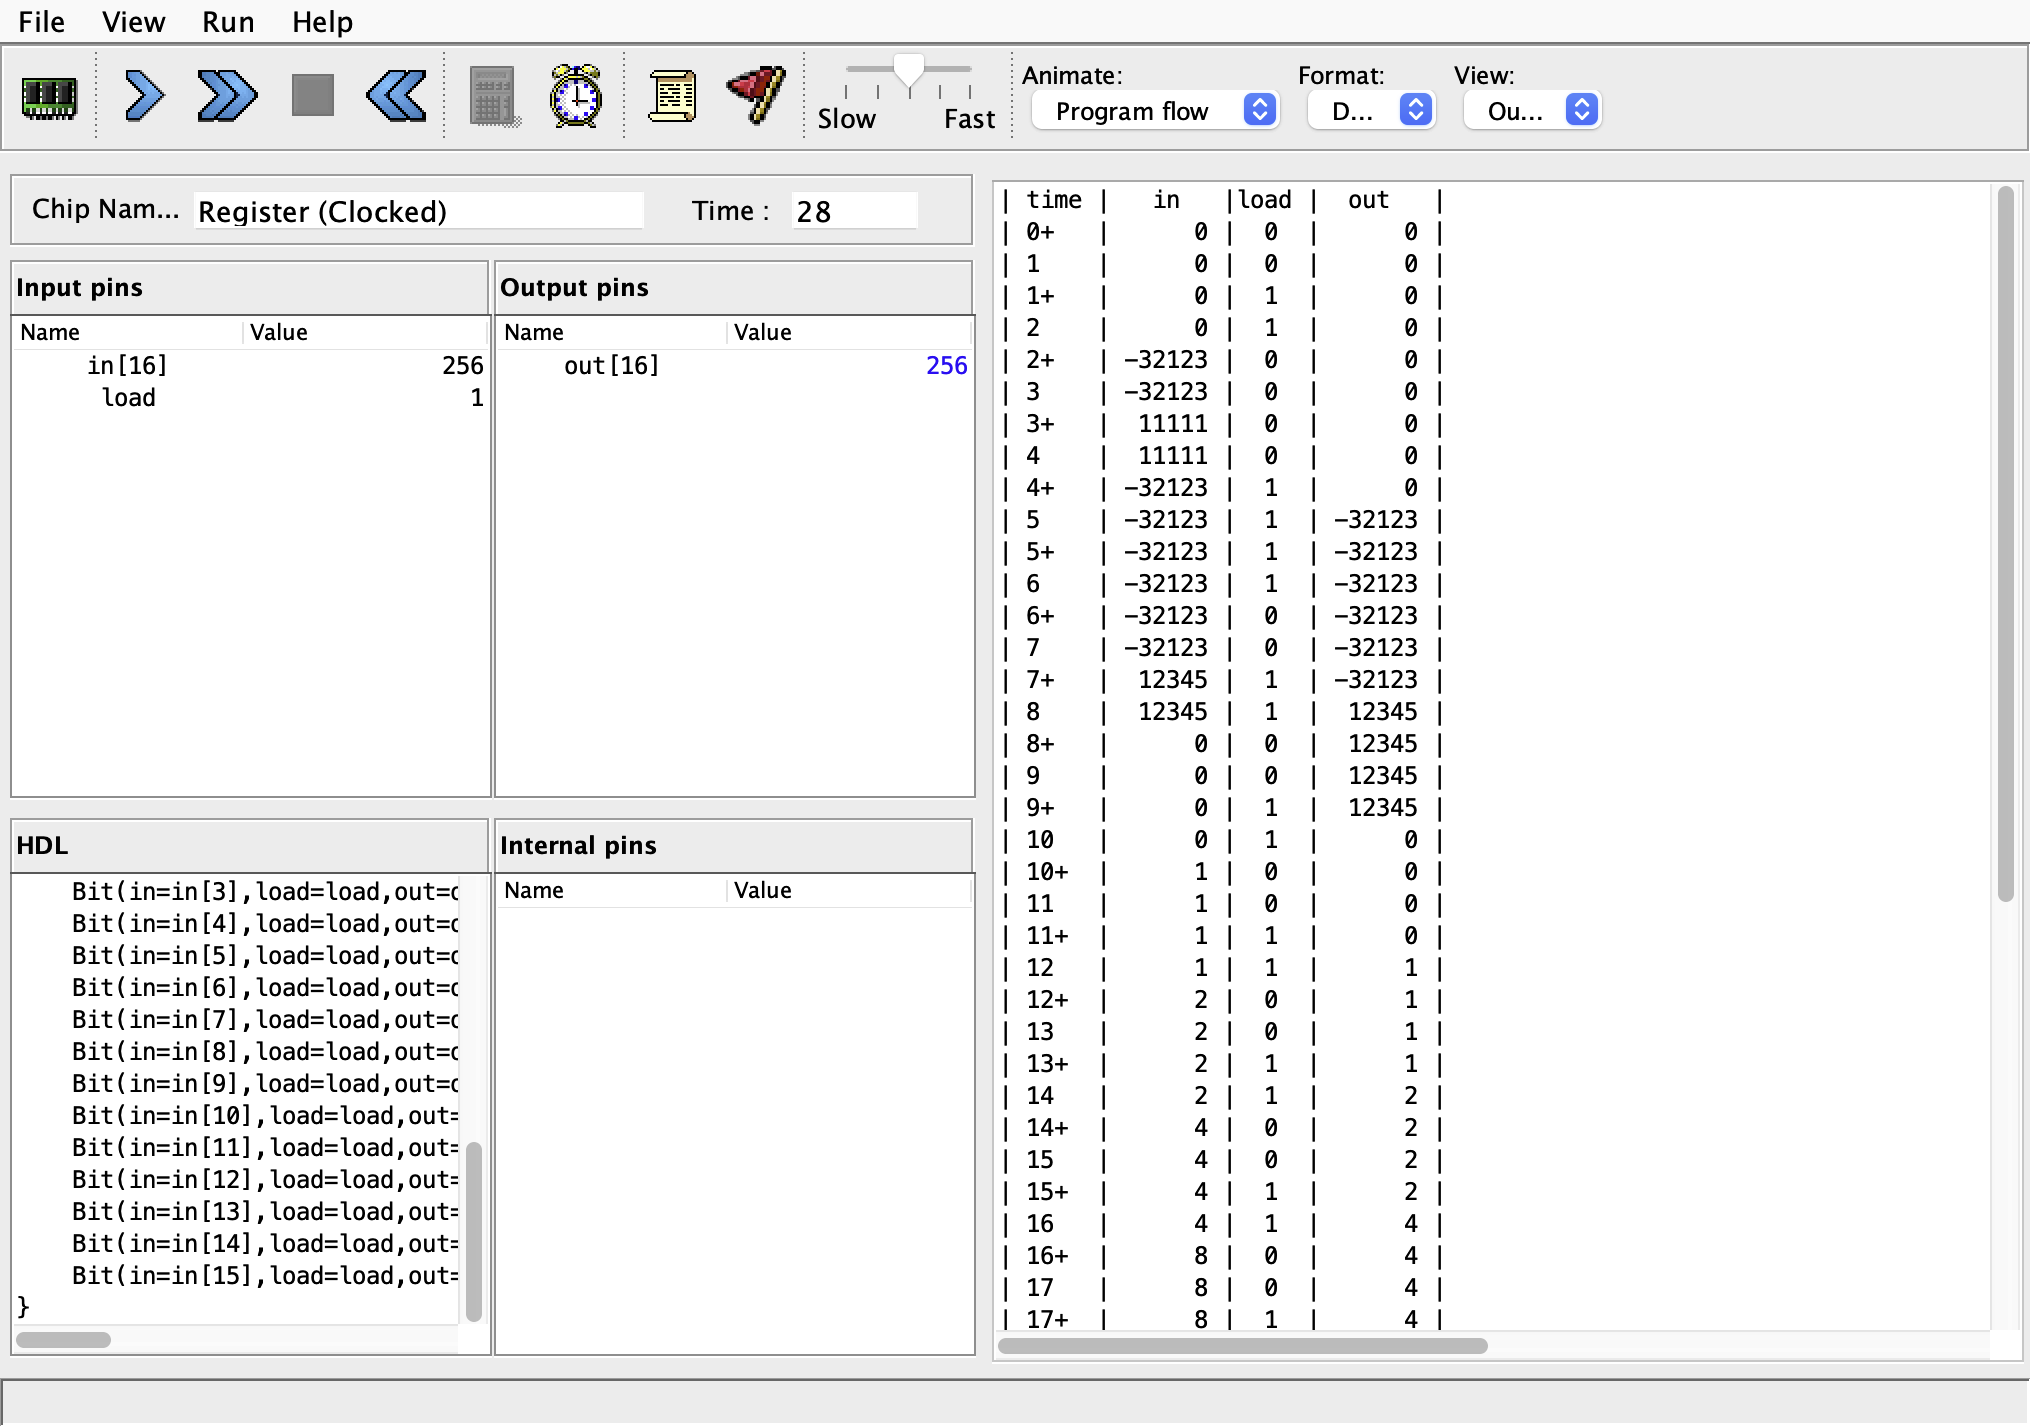 File View Run Help
Slow Fast
Animate: Format: View:
Program flow D... Ou...
Chip Nam... Register (Clocked) Time : 28
Input pins
Name Value
in[16] 256
load 1
Output pins
Name Value
out[16] 256
HDL
Bit(in=in[3],load=load,out=
Bit(in=in[4],load=load,out=
Bit(in=in[5],load=load,out=
Bit(in=in[6],load=load,out=
Bit(in=in[7],load=load,out=
Bit(in=in[8],load=load,out=
Bit(in=in[9],load=load,out=
Bit(in=in[10],load=load,out=
Bit(in=in[11],load=load,out=
Bit(in=in[12],load=load,out=
Bit(in=in[13],load=load,out=
Bit(in=in[14],load=load,out=
Bit(in=in[15],load=load,out=
}
Internal pins
Name Value
| time | in |load | out |
| 0+ | 0 | 0 | 0 |
| 1 | 0 | 0 | 0 |
| 1+ | 0 | 1 | 0 |
| 2 | 0 | 1 | 0 |
| 2+ | -32123 | 0 | 0 |
| 3 | -32123 | 0 | 0 |
| 3+ | 11111 | 0 | 0 |
| 4 | 11111 | 0 | 0 |
| 4+ | -32123 | 1 | 0 |
| 5 | -32123 | 1 | -32123 |
| 5+ | -32123 | 1 | -32123 |
| 6 | -32123 | 1 | -32123 |
| 6+ | -32123 | 0 | -32123 |
| 7 | -32123 | 0 | -32123 |
| 7+ | 12345 | 1 | -32123 |
| 8 | 12345 | 1 | 12345 |
| 8+ | 0 | 0 | 12345 |
| 9 | 0 | 0 | 12345 |
| 9+ | 0 | 1 | 12345 |
| 10 | 0 | 1 | 0 |
| 10+ | 1 | 0 | 0 |
| 11 | 1 | 0 | 0 |
| 11+ | 1 | 1 | 0 |
| 12 | 1 | 1 | 1 |
| 12+ | 2 | 0 | 1 |
| 13 | 2 | 0 | 1 |
| 13+ | 2 | 1 | 1 |
| 14 | 2 | 1 | 2 |
| 14+ | 4 | 0 | 2 |
| 15 | 4 | 0 | 2 |
| 15+ | 4 | 1 | 2 |
| 16 | 4 | 1 | 4 |
| 16+ | 8 | 0 | 4 |
| 17 | 8 | 0 | 4 |
| 17+ | 8 | 1 | 4 |